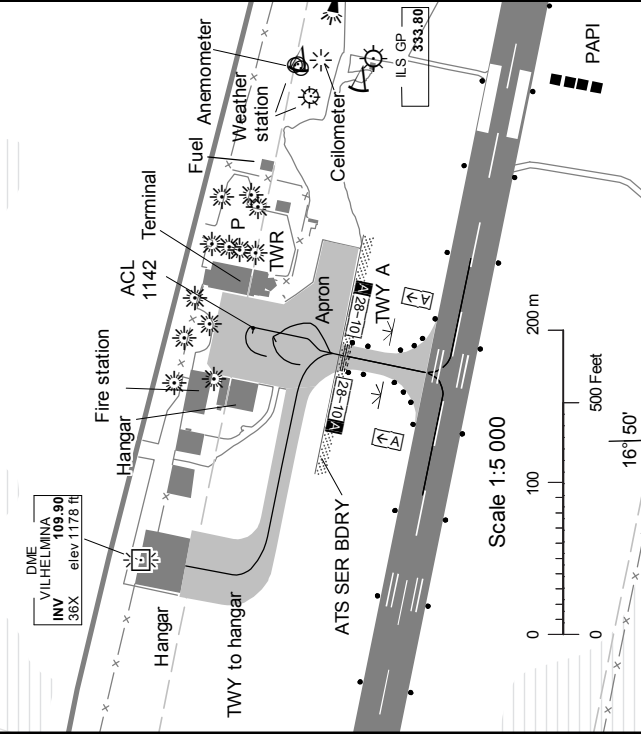 Anemometer
Weather
station
Fuel
Terminal
ACL
1142
Fire station
Hangar
DME
VILHELMINA
INV 109.90
36X elev 1178 ft
ILS GP
333.80
PAPI
Ceilometer
P
TWR
TWY A
Apron
A 28-10
28-10 A
A
A
Hangar
TWY to hangar
ATS SER BDRY
Scale 1:5 000
0 100 200 m
0 500 Feet
16° 50'